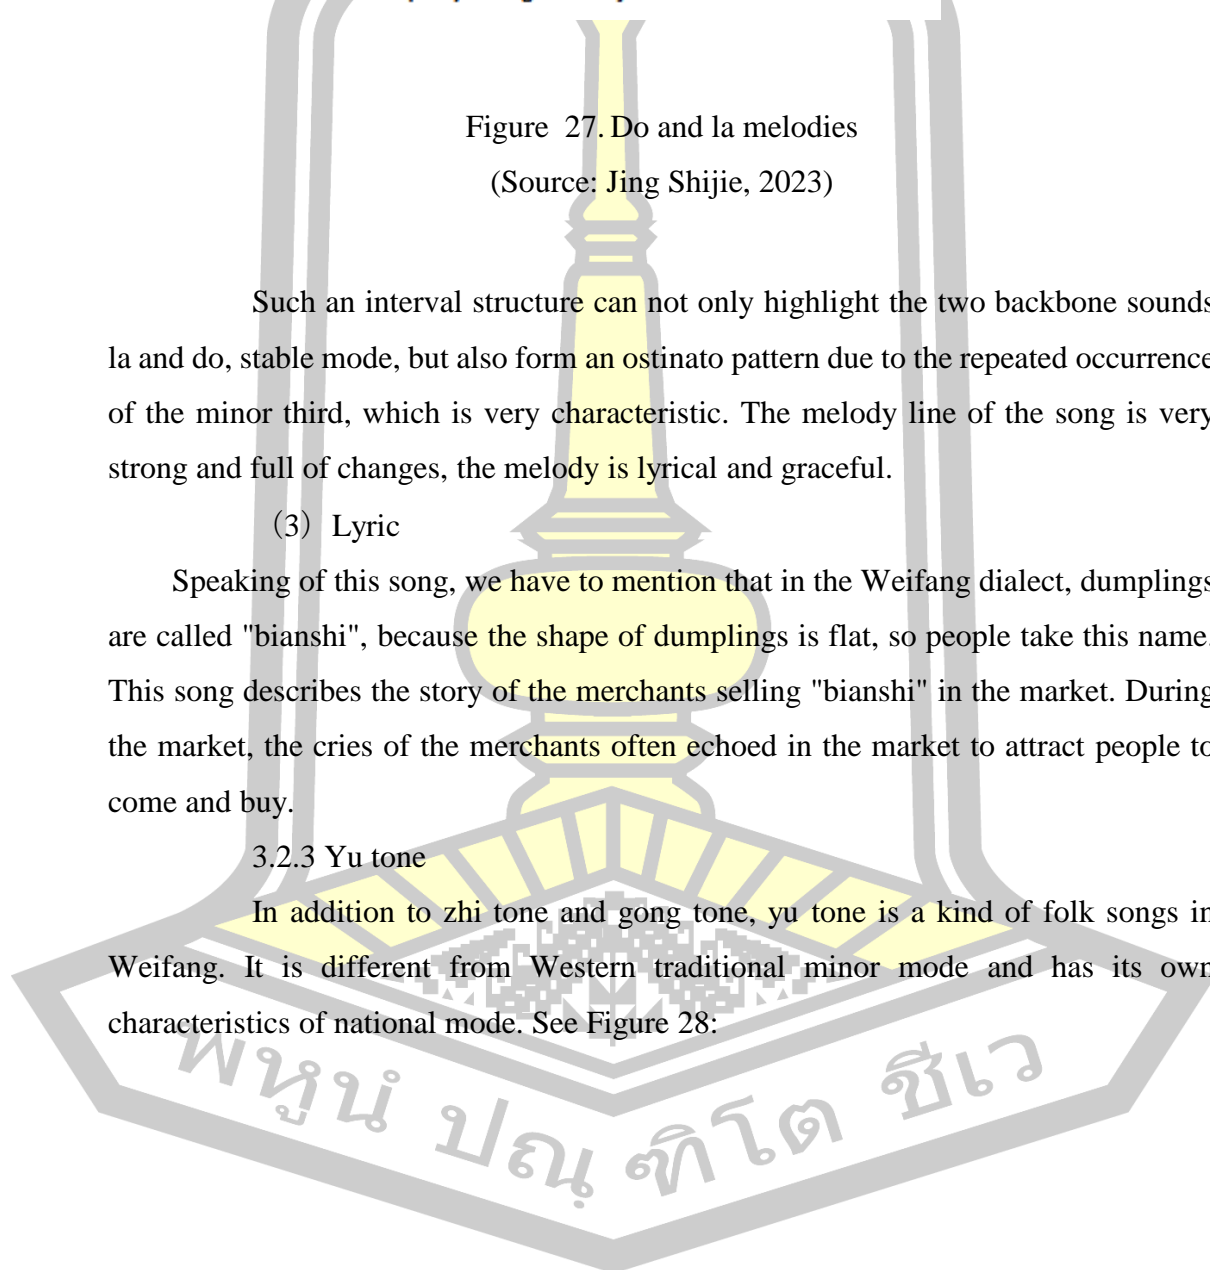 Figure 27. Do and la melodies
(Source: Jing Shijie, 2023)
Such an interval structure can not only highlight the two backbone sounds
la and do, stable mode, but also form an ostinato pattern due to the repeated occurrence
of the minor third, which is very characteristic. The melody line of the song is very
strong and full of changes, the melody is lyrical and graceful.
（3）Lyric
Speaking of this song, we have to mention that in the Weifang dialect, dumplings
are called "bianshi", because the shape of dumplings is flat, so people take this name.
This song describes the story of the merchants selling "bianshi" in the market. During
the market, the cries of the merchants often echoed in the market to attract people to
come and buy.
3.2.3 Yu tone
In addition to zhi tone and gong tone, yu tone is a kind of folk songs in
Weifang. It is different from Western traditional minor mode and has its own
characteristics of national mode. See Figure 28:
พหูนํ ปณฺฑิโต ชีเว